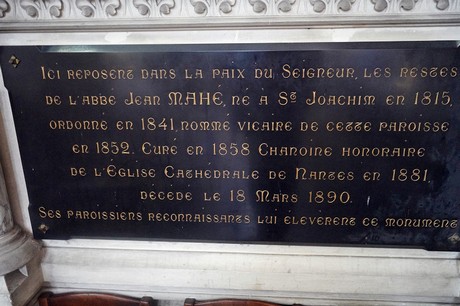 Ici reposent dans la paix du Seigneur, les restes
de l'abbé Jean MAHÉ, né a St Joachim en 1815,
ordonné en 1841, nommé vicaire de cette paroisse
en 1852. Curé en 1858 Chanoine honoraire
de l'Église Cathédrale de Nantes en 1881,
décédé le 18 Mars 1890.
Ses paroissiens reconnaissants lui élevèrent ce monument